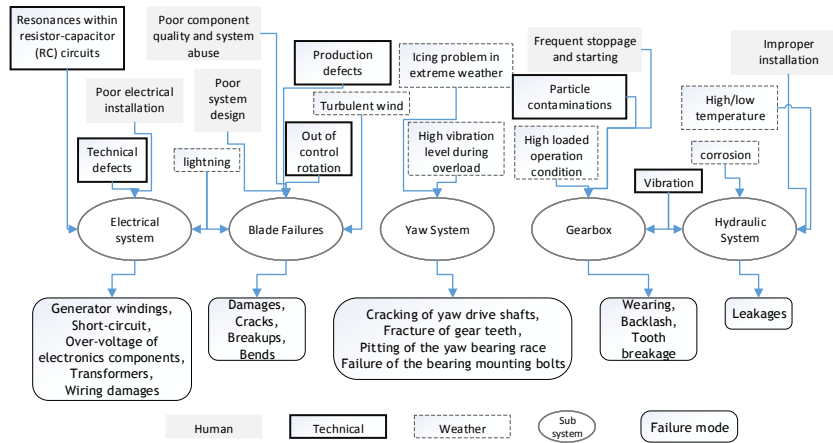 Resonances within
resistor-capacitor
(RC) circuits
Poor component
quality and system
abuse
Production
defects
Icing problem in
extreme weather
Frequent stoppage
and starting
Improper
installation
Poor electrical
installation
Poor
system
design
Turbulent wind
Particle
contaminations
High/low
temperature
Technical
defects
lightning
Out of
control
rotation
High vibration
level during
overload
High loaded
operation
condition
Vibration
corrosion
Electrical
system
Blade Failures
Yaw System
Gearbox
Hydraulic
System
Generator windings,
Short-circuit,
Over-voltage of
electronics components,
Transformers,
Wiring damages
Damages,
Cracks,
Breakups,
Bends
Cracking of yaw drive shafts,
Fracture of gear teeth,
Pitting of the yaw bearing race
Failure of the bearing mounting bolts
Wearing,
Backlash,
Tooth
breakage
Leakages
Human
Technical
Weather
Sub
system
Failure mode